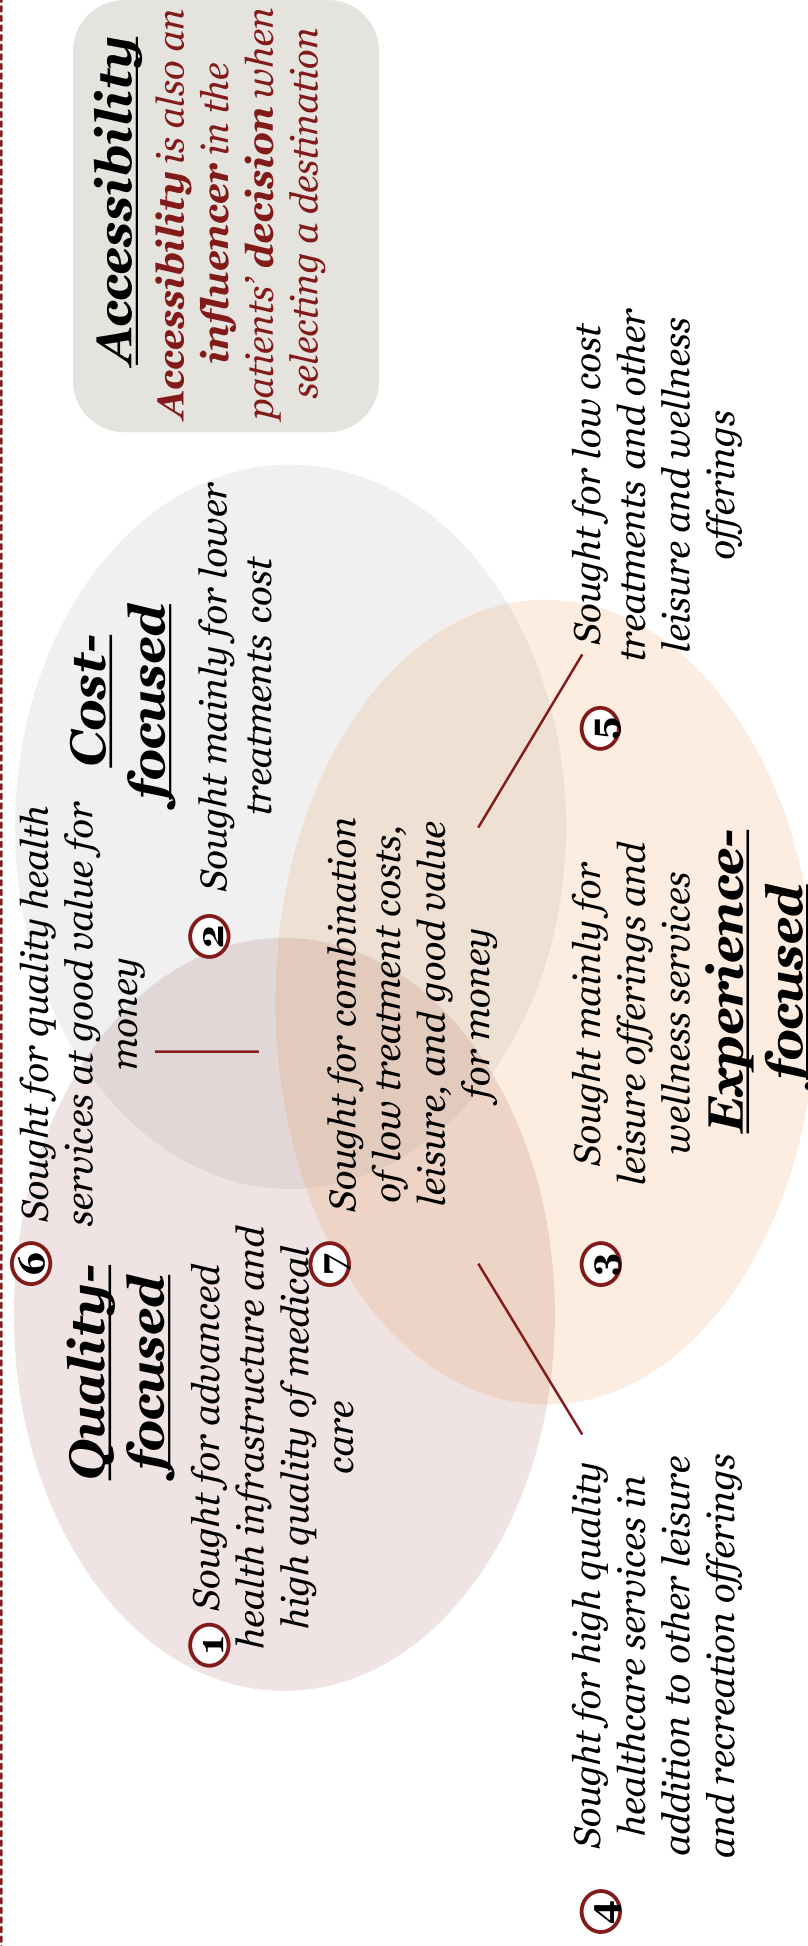 6
Sought for quality health
services at good value for
money
Quality-
focused
1
Sought for advanced
health infrastructure and
high quality of medical
care
Cost-
focused
2
Sought mainly for lower
treatments cost
Accessibility
Accessibility is also an
influencer in the
patients’ decision when
selecting a destination
7
Sought for combination
of low treatment costs,
leisure, and good value
for money
4
Sought for high quality
healthcare services in
addition to other leisure
and recreation offerings
3
Sought mainly for
leisure offerings and
wellness services
Experience-
focused
5
Sought for low cost
treatments and other
leisure and wellness
offerings